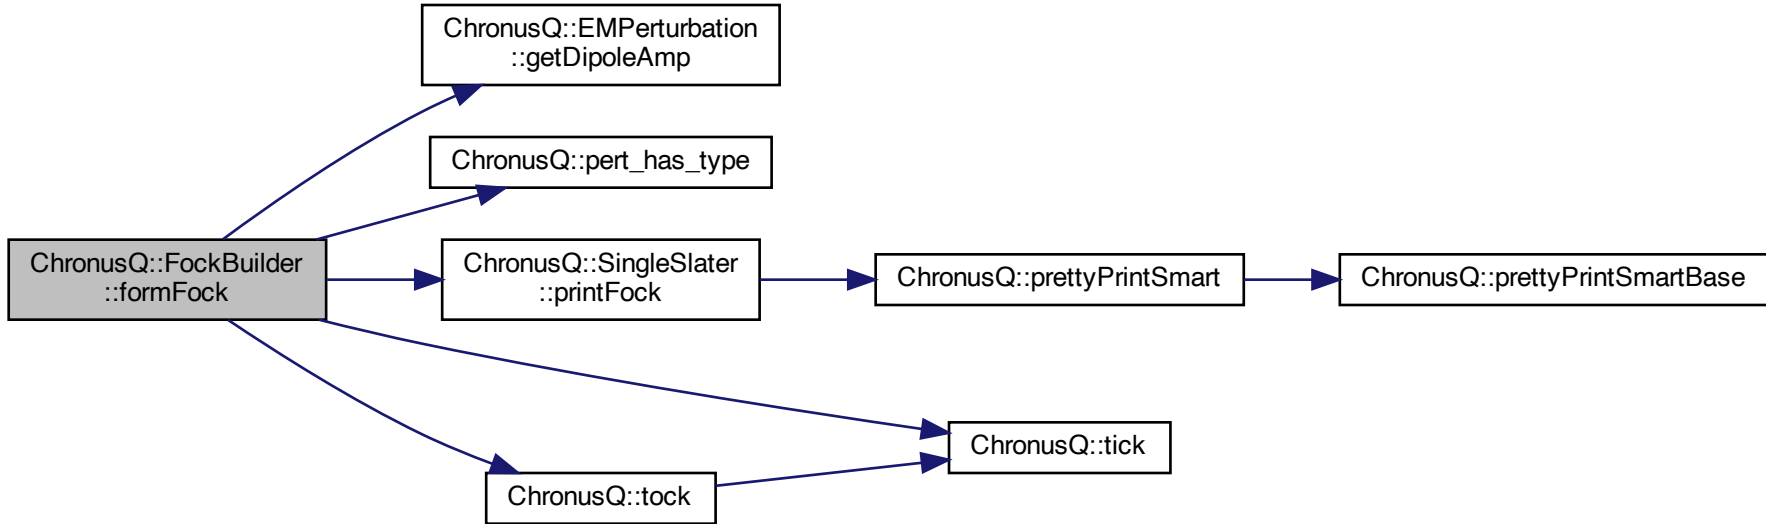 ChronusQ::EMPerturbation
::getDipoleAmp
ChronusQ::pert_has_type
ChronusQ::FockBuilder
::formFock
ChronusQ::SingleSlater
::printFock
ChronusQ::prettyPrintSmart
ChronusQ::prettyPrintSmartBase
ChronusQ::tick
ChronusQ::tock